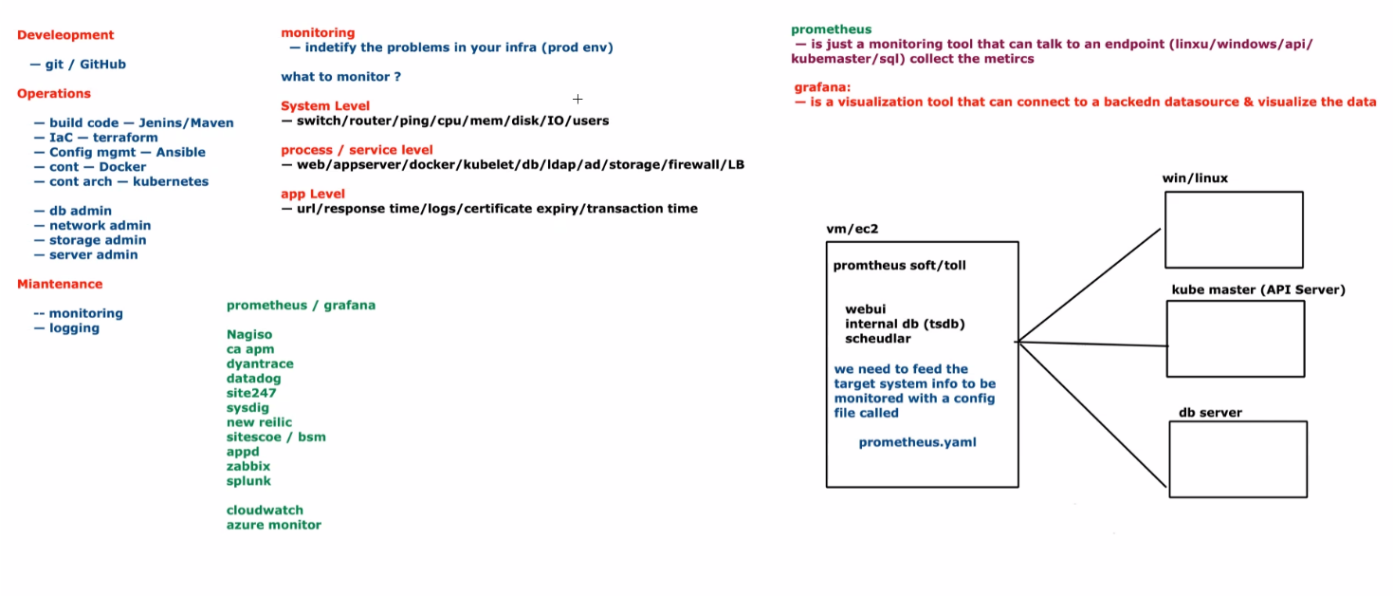 Develeopment
— git / GitHub
Operations
— build code — Jenins/Maven
— IaC — terraform
— Config mgmt — Ansible
— cont — Docker
— cont arch — kubernetes
— db admin
— network admin
— storage admin
— server admin
Miantenance
-- monitoring
— logging
monitoring
— indetify the problems in your infra (prod env)
what to monitor ?
System Level
— switch/router/ping/cpu/mem/disk/IO/users
process / service level
— web/appserver/docker/kubelet/db/ldap/ad/storage/firewall/LB
app Level
— url/response time/logs/certificate expiry/transaction time
prometheus / grafana
Nagiso
ca apm
dyantrace
datadog
site247
sysdig
new reilic
sitescoe / bsm
appd
zabbix
splunk
cloudwatch
azure monitor
prometheus
— is just a monitoring tool that can talk to an endpoint (linxu/windows/api/
kubemaster/sql) collect the metircs
grafana:
— is a visualization tool that can connect to a backedn datasource & visualize the data
vm/ec2
promtheus soft/toll
webui
internal db (tsdb)
scheudlar
we need to feed the
target system info to be
monitored with a config
file called
prometheus.yaml
win/linux
kube master (API Server)
db server